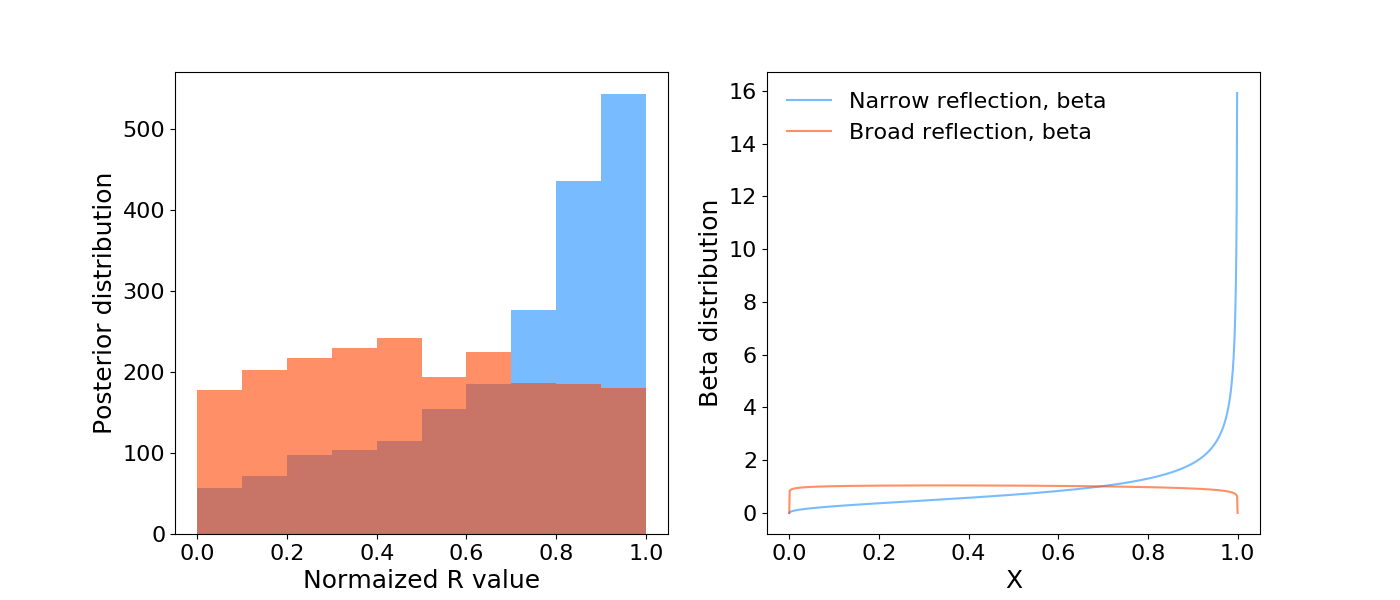 Posterior distribution
500
400
300
200
100
0
0.0 0.2 0.4 0.6 0.8 1.0
Normaized R value
Beta distribution
16
14
12
10
8
6
4
2
0
Narrow reflection, beta
Broad reflection, beta
0.0 0.2 0.4 0.6 0.8 1.0
X